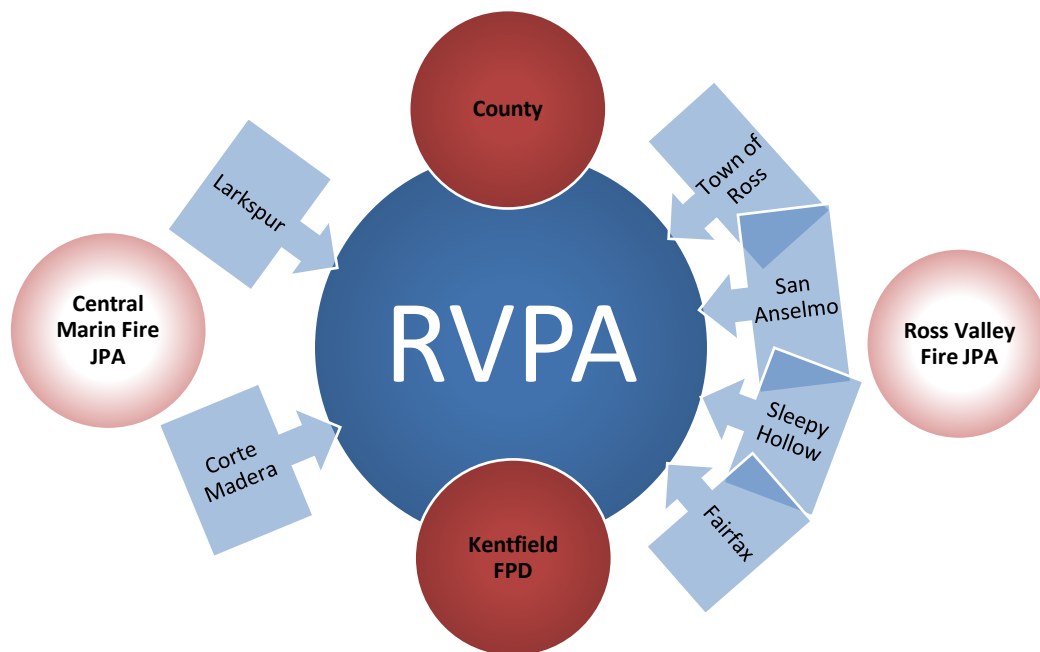 County
Larkspur
Town of
Ross
Central
Marin Fire
JPA
RVPA
San
Anselmo
Ross Valley
Fire JPA
Corte
Madera
Sleepy
Hollow
Kentfield
FPD
Fairfax